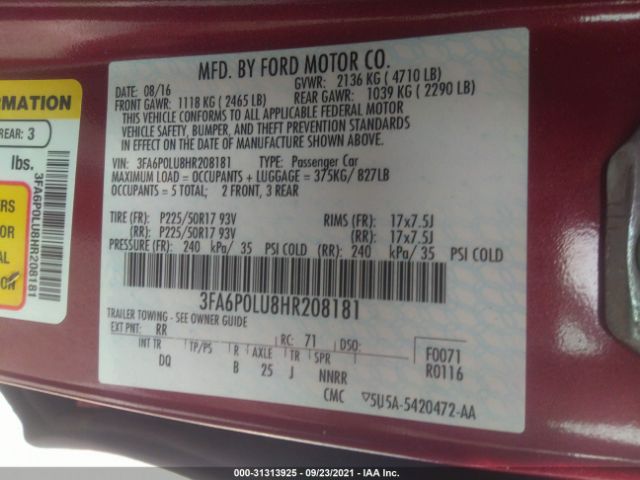 MFD. BY FORD MOTOR CO.
DATE: 08/16 GVWR: 2136 KG ( 4710 LB)
FRONT GAWR: 1118 KG ( 2465 LB) REAR GAWR: 1039 KG ( 2290 LB)
THIS VEHICLE CONFORMS TO ALL APPLICABLE FEDERAL MOTOR
VEHICLE SAFETY, BUMPER, AND THEFT PREVENTION STANDARDS
IN EFFECT ON THE DATE OF MANUFACTURE SHOWN ABOVE.
VIN: 3FA6P0LU8HR208181 TYPE: Passenger Car
MAXIMUM LOAD = OCCUPANTS + LUGGAGE = 375KG/ 827LB
OCCUPANTS = 5 TOTAL; 2 FRONT, 3 REAR
TIRE (FR): P225/50R17 93V RIMS (FR): 17x7.5J
(RR): P225/50R17 93V (RR): 17x7.5J
PRESSURE (FR): 240 kPa/ 35 PSI COLD (RR): 240 kPa/ 35 PSI COLD
3FA6P0LU8HR208181
TRAILER TOWING - SEE OWNER GUIDE
EXT PNT: RR RC: 71 DSO:
INT TR TP/PS R AXLE TR SPR
DQ B 25 J NNRR
F0071
R0116
CMC 5U5A-5420472-AA
ORMATION
REAR: 3
lbs.
ERS
OR
AL
ION
3FA6P0LU8HR208181
000-31313925 - 09/23/2021 - IAA Inc.